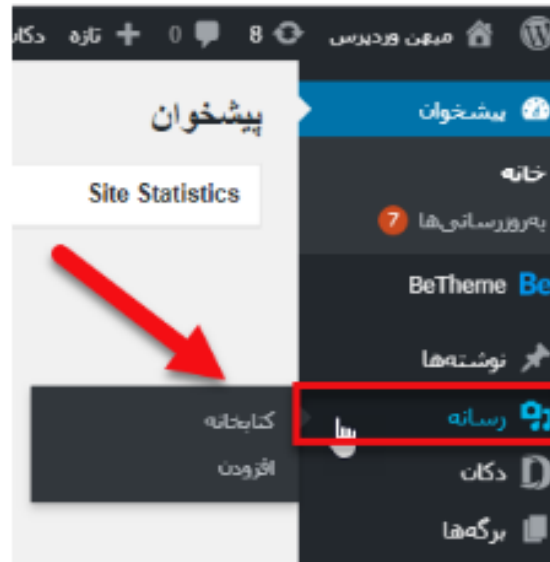 میهن وردپرس 8 0 تازه
پیشخوان
خانه
به‌روزرسانی‌ها 7
BeTheme Be
نوشته‌ها
رسانه
دکان
برگه‌ها
پیشخوان
Site Statistics
کتابخانه
افزودن